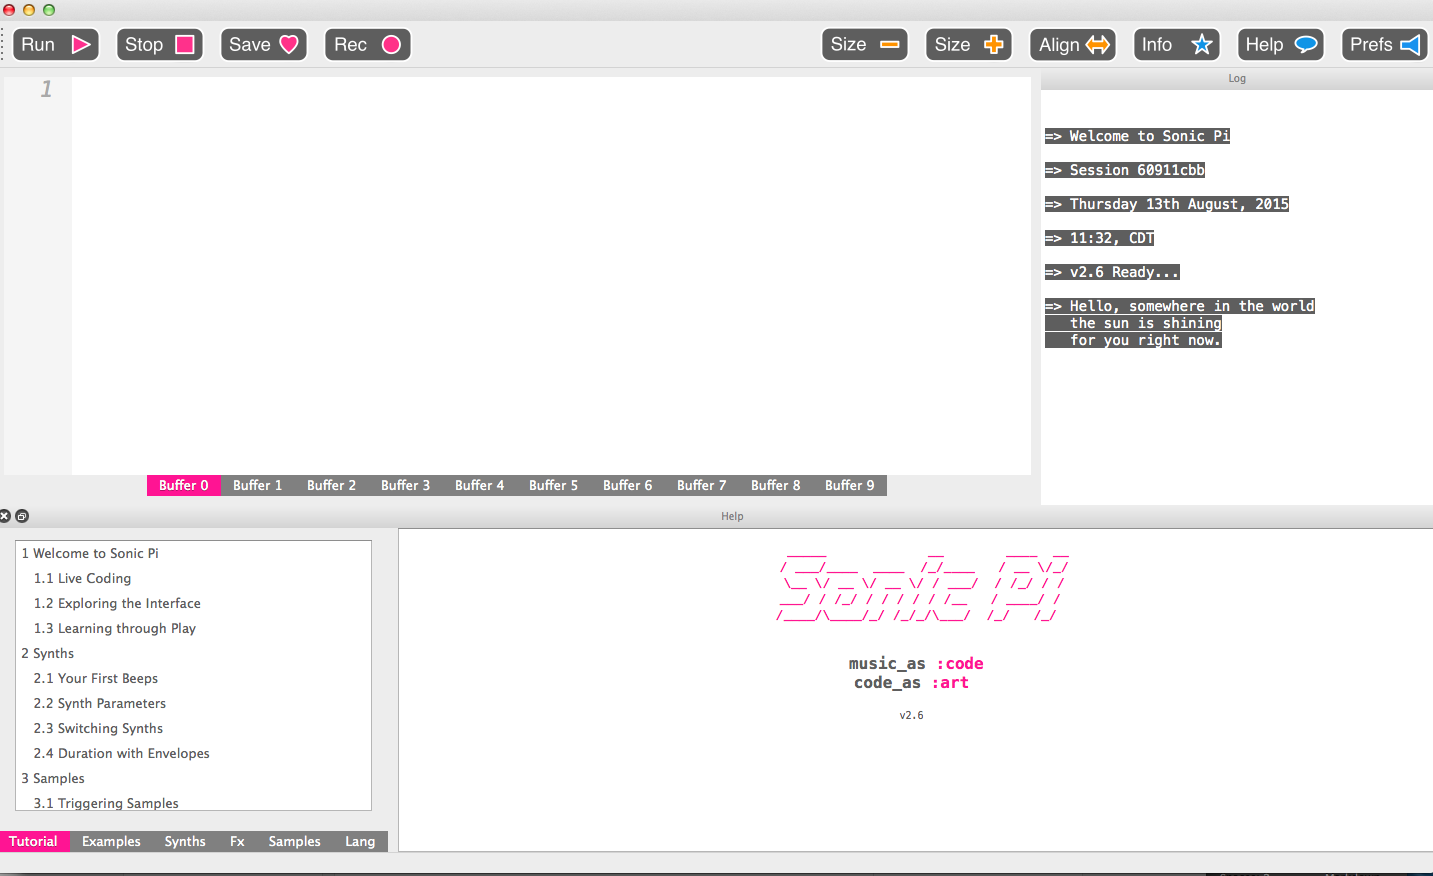 Run Stop Save Rec Size Size Align Info Help Prefs
Log
1
=> Welcome to Sonic Pi
=> Session 60911cbb
=> Thursday 13th August, 2015
=> 11:32, CDT
=> v2.6 Ready...
=> Hello, somewhere in the world
the sun is shining
for you right now.
Buffer 0 Buffer 1 Buffer 2 Buffer 3 Buffer 4 Buffer 5 Buffer 6 Buffer 7 Buffer 8 Buffer 9
Help
1 Welcome to Sonic Pi
1.1 Live Coding
1.2 Exploring the Interface
1.3 Learning through Play
2 Synths
2.1 Your First Beeps
2.2 Synth Parameters
2.3 Switching Synths
2.4 Duration with Envelopes
3 Samples
3.1 Triggering Samples
Tutorial Examples Synths Fx Samples Lang
Sonic Pi
music_as :code
code_as :art
v2.6